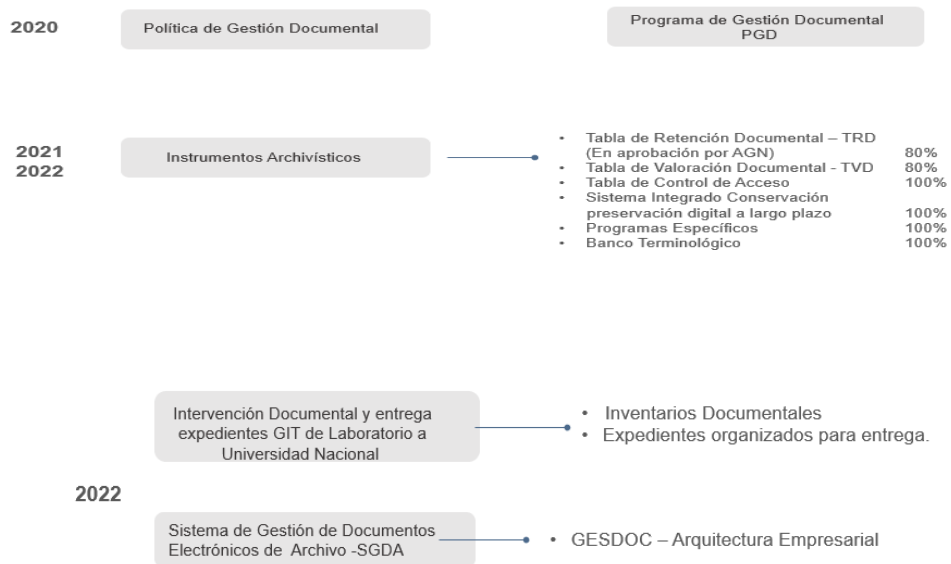 2020
Política de Gestión Documental
Programa de Gestión Documental
PGD
2021
2022
Instrumentos Archivísticos
• Tabla de Retención Documental – TRD
(En aprobación por AGN) 80%
• Tabla de Valoración Documental - TVD 80%
• Tabla de Control de Acceso 100%
• Sistema Integrado Conservación
preservación digital a largo plazo 100%
• Programas Específicos 100%
• Banco Terminológico 100%
Intervención Documental y entrega
expedientes GIT de Laboratorio a
Universidad Nacional
• Inventarios Documentales
• Expedientes organizados para entrega.
2022
Sistema de Gestión de Documentos
Electrónicos de Archivo -SGDA
• GESDOC – Arquitectura Empresarial